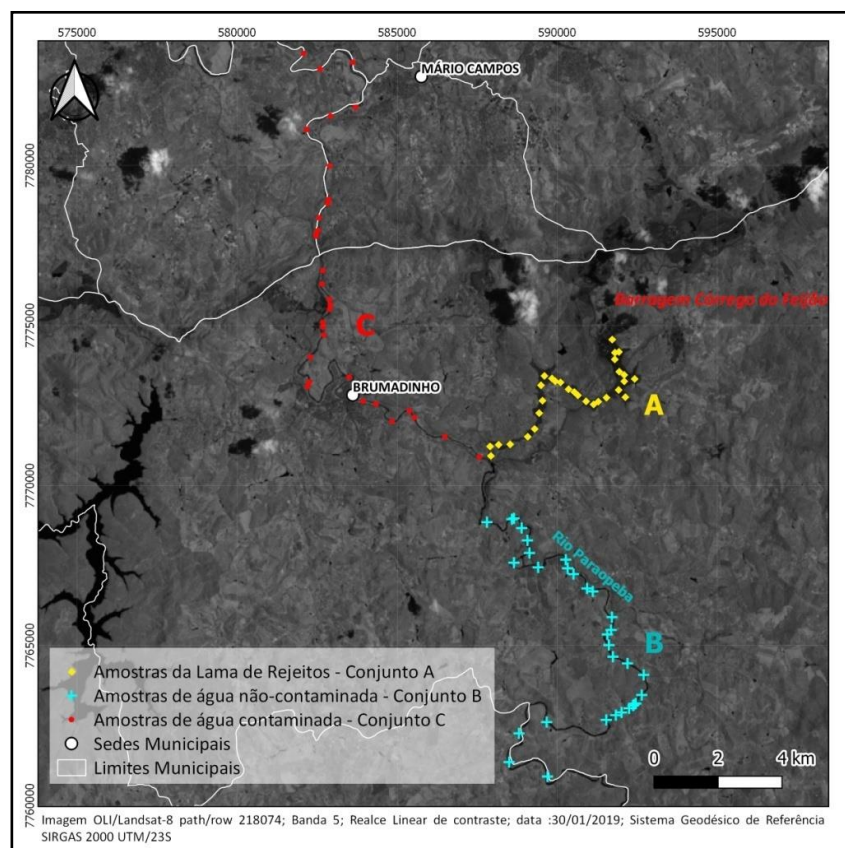 575000 580000 585000 590000 595000
MÁRIO CAMPOS
7780000
Barragem Córrego do Feijão
7775000
C
BRUMADINHO
A
7770000
Rio Paraopeba
B
7765000
Amostras da Lama de Rejeitos - Conjunto A
Amostras de água não-contaminada - Conjunto B
Amostras de água contaminada - Conjunto C
Sedes Municipais
Limites Municipais
0 2 4 km
7760000
Imagem OLI/Landsat-8 path/row 218074; Banda 5; Realce Linear de contraste; data :30/01/2019; Sistema Geodésico de Referência
SIRGAS 2000 UTM/23S